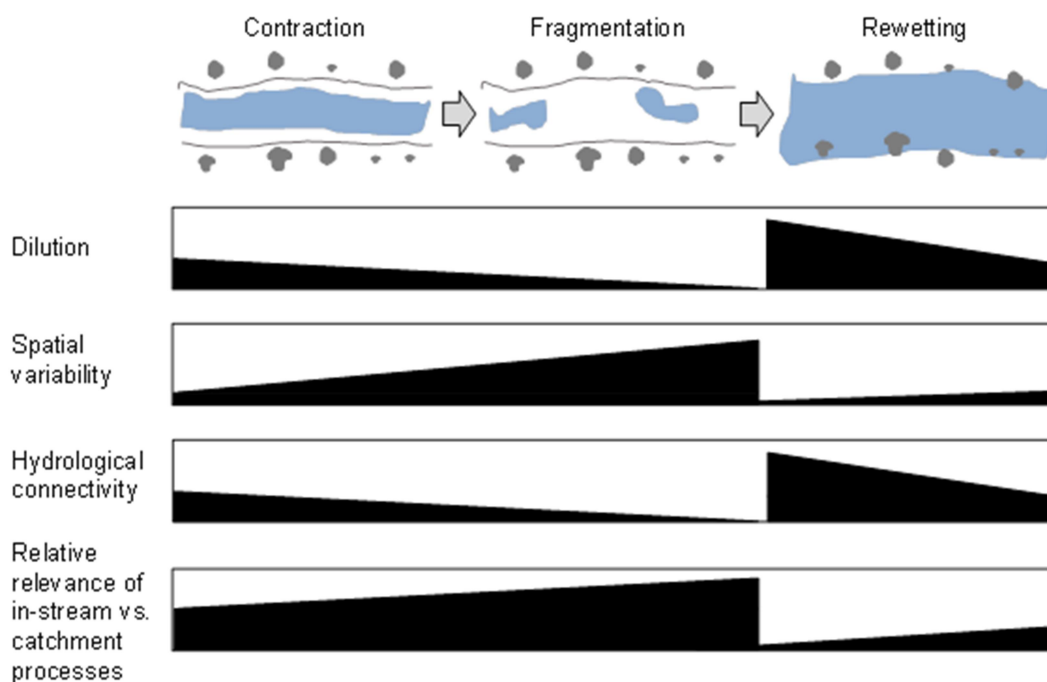 Contraction
Fragmentation
Rewetting
Dilution
Spatial
variability
Hydrological
connectivity
Relative
relevance of
in-stream vs.
catchment
processes